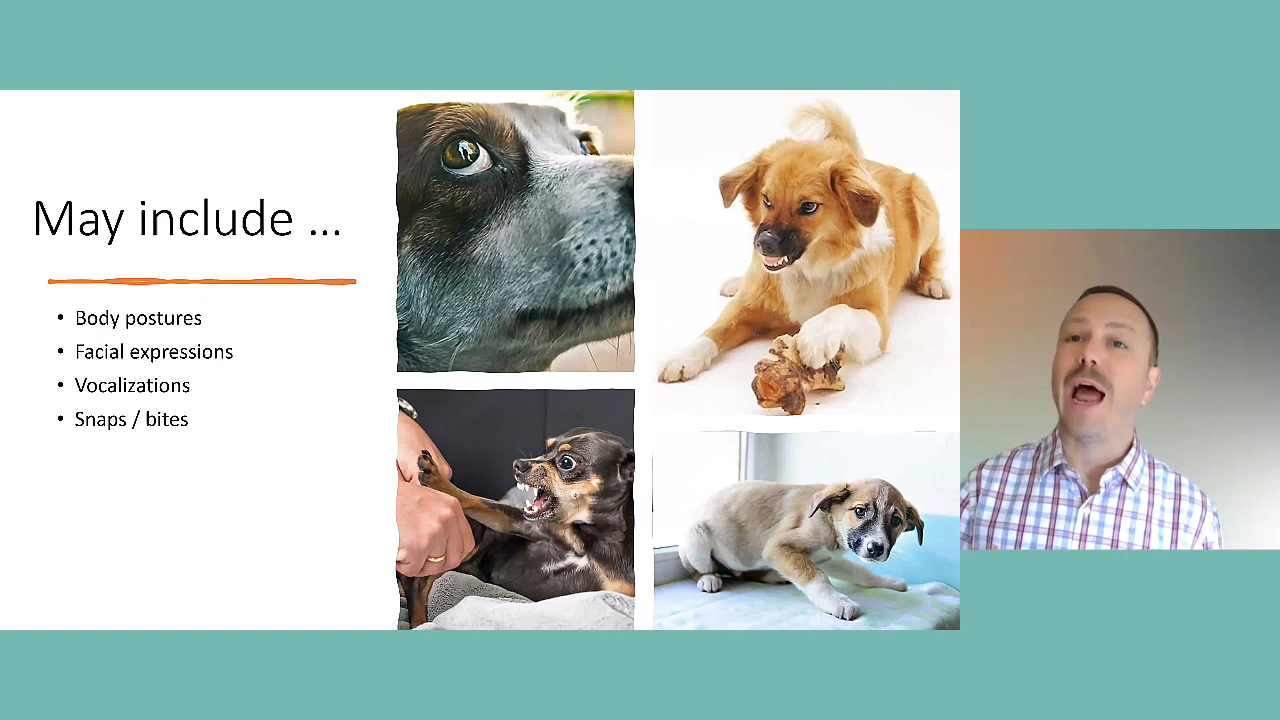 May include ...
• Body postures
• Facial expressions
• Vocalizations
• Snaps / bites